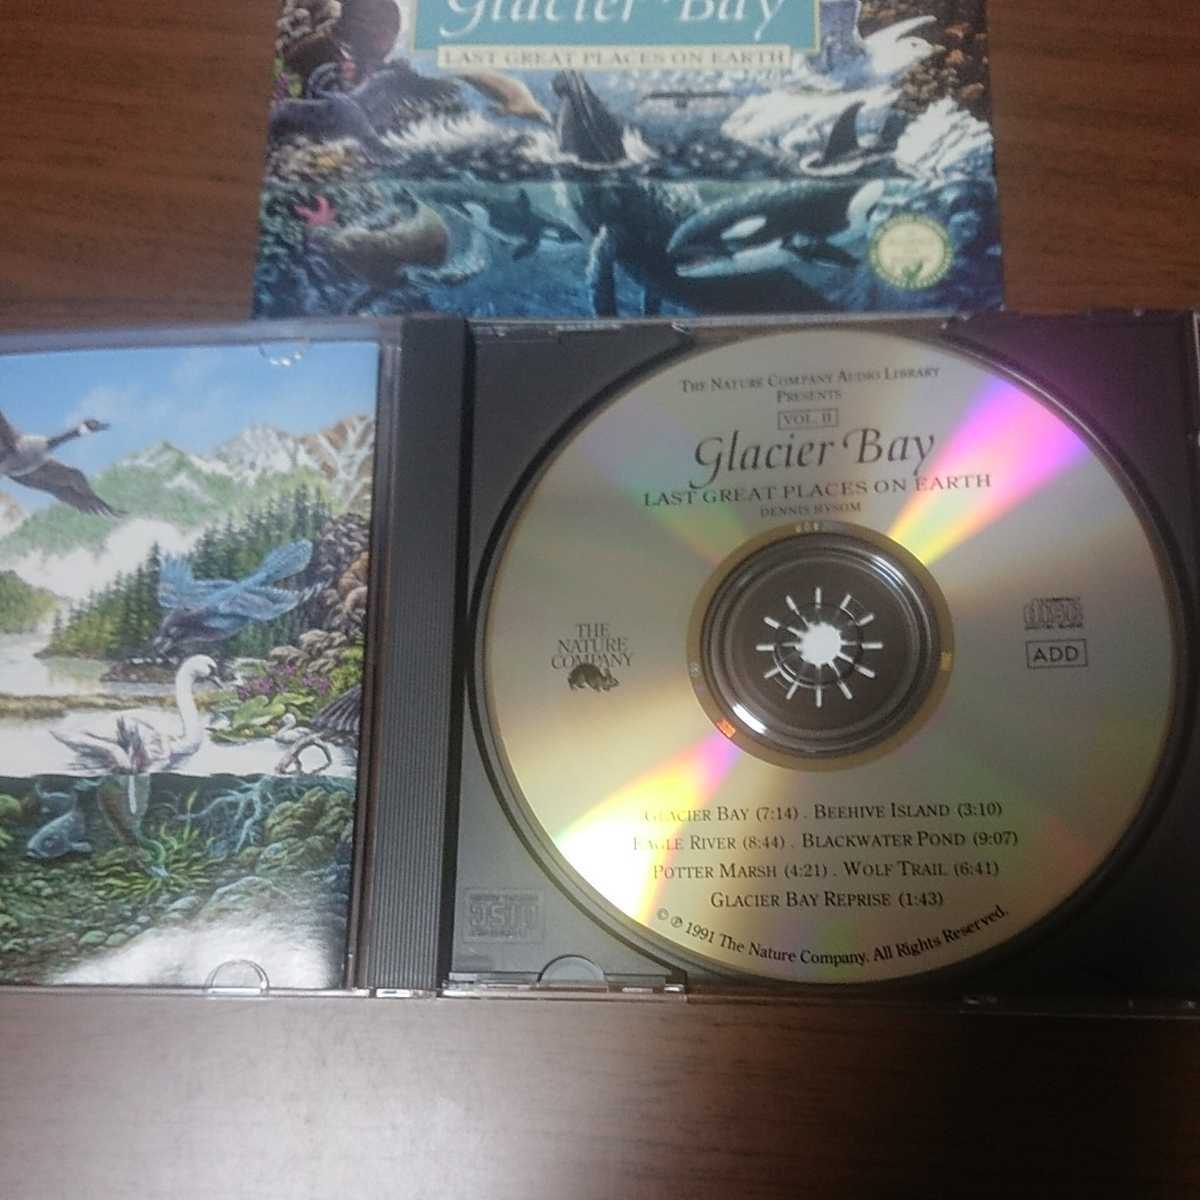 Glacier Bay
LAST GREAT PLACES ON EARTH
THE NATURE COMPANY AUDIO LIBRARY
PRESENTS
VOL. II
Glacier Bay
LAST GREAT PLACES ON EARTH
DENNIS HYSOM
THE
NATURE
COMPANY
ADD
GLACIER BAY (7:14) . BEEHIVE ISLAND (3:10)
EAGLE RIVER (8:44) . BLACKWATER POND (9:07)
POTTER MARSH (4:21) . WOLF TRAIL (6:41)
GLACIER BAY REPRISE (1:43)
© ℗ 1991 The Nature Company. All Rights Reserved.